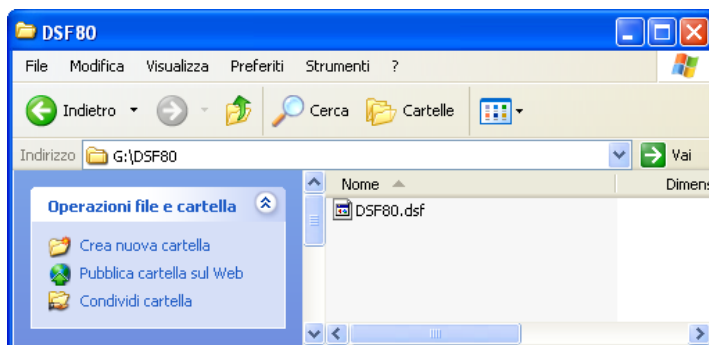 DSF80
File Modifica Visualizza Preferiti Strumenti ?
Indietro Cerca Cartelle
Indirizzo G:\DSF80 Vai
Nome Dimens
Operazioni file e cartella
DSF80.dsf
Crea nuova cartella
Pubblica cartella sul Web
Condividi cartella